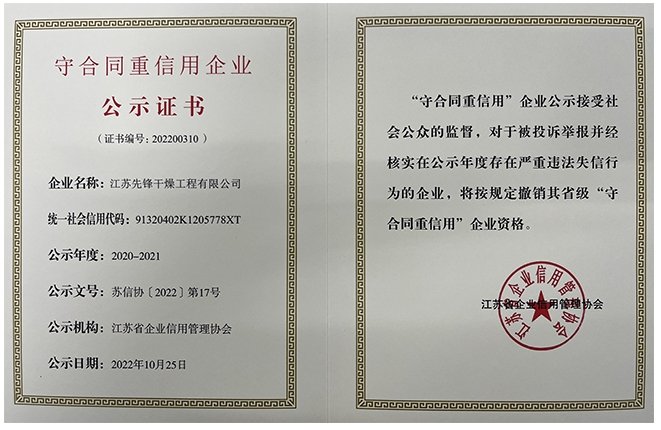 守合同重信用企业
公示证书
（证书编号：202200310 ）
企业名称：江苏先锋干燥工程有限公司
统一社会信用代码：91320402K1205778XT
公示年度：2020-2021
公示文号：苏信协〔2022〕第17号
公示机构：江苏省企业信用管理协会
公示日期：2022年10月25日
“守合同重信用”企业公示接受社
会公众的监督，对于被投诉举报并经
核实在公示年度存在严重违法失信行
为的企业，将按规定撤销其省级“守
合同重信用”企业资格。
江苏省企业信用管理协会
江苏省企业信用管理协会